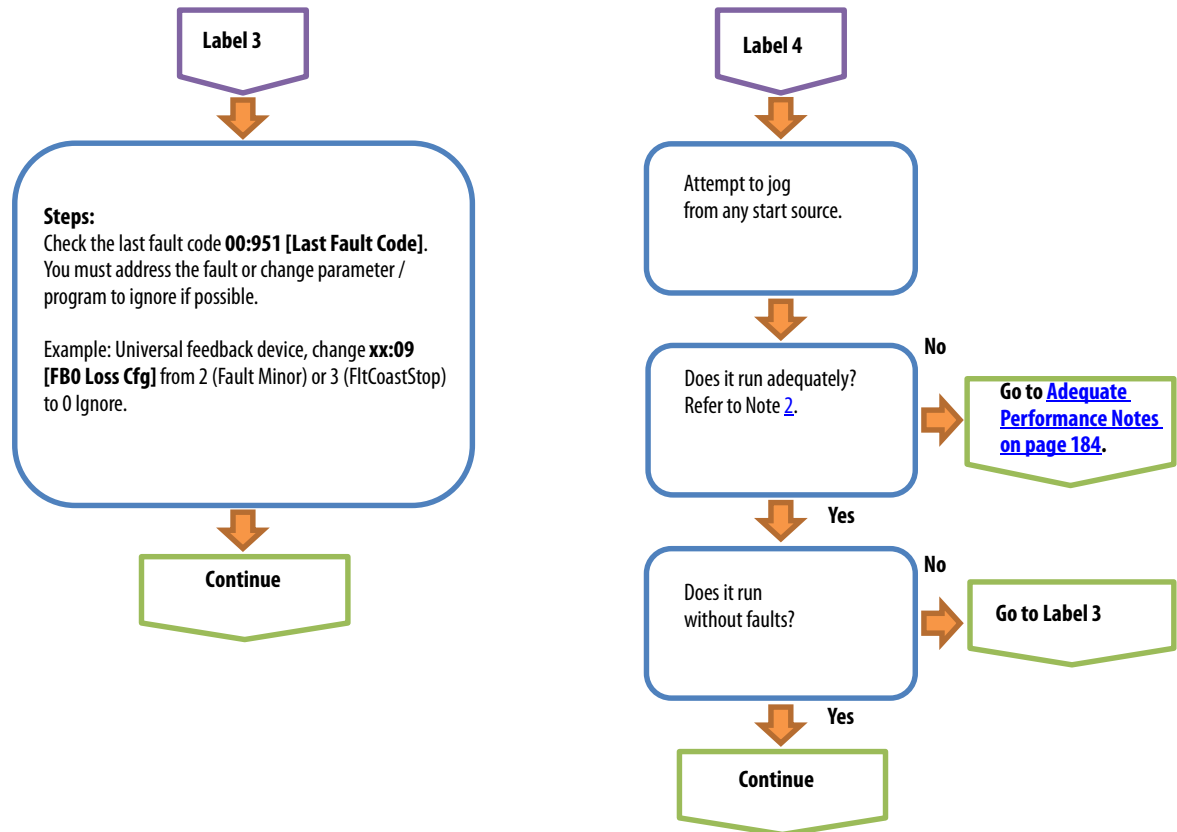 Label 3
Steps:
Check the last fault code 00:951 [Last Fault Code].
You must address the fault or change parameter /
program to ignore if possible.
Example: Universal feedback device, change xx:09
[FB0 Loss Cfg] from 2 (Fault Minor) or 3 (FltCoastStop)
to 0 Ignore.
Continue
Label 4
Attempt to jog
from any start source.
Does it run adequately?
Refer to Note 2.
No
Go to Adequate
Performance Notes
on page 184.
Yes
Does it run
without faults?
No
Go to Label 3
Yes
Continue